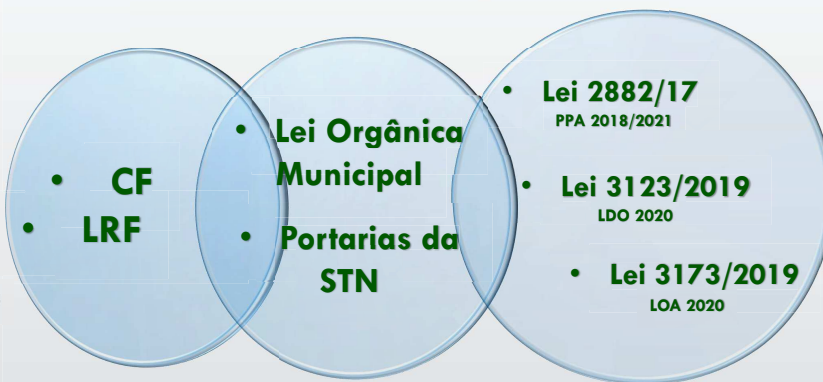 • CF
• LRF
• Lei Orgânica
Municipal
• Portarias da
STN
• Lei 2882/17
PPA 2018/2021
• Lei 3123/2019
LDO 2020
• Lei 3173/2019
LOA 2020